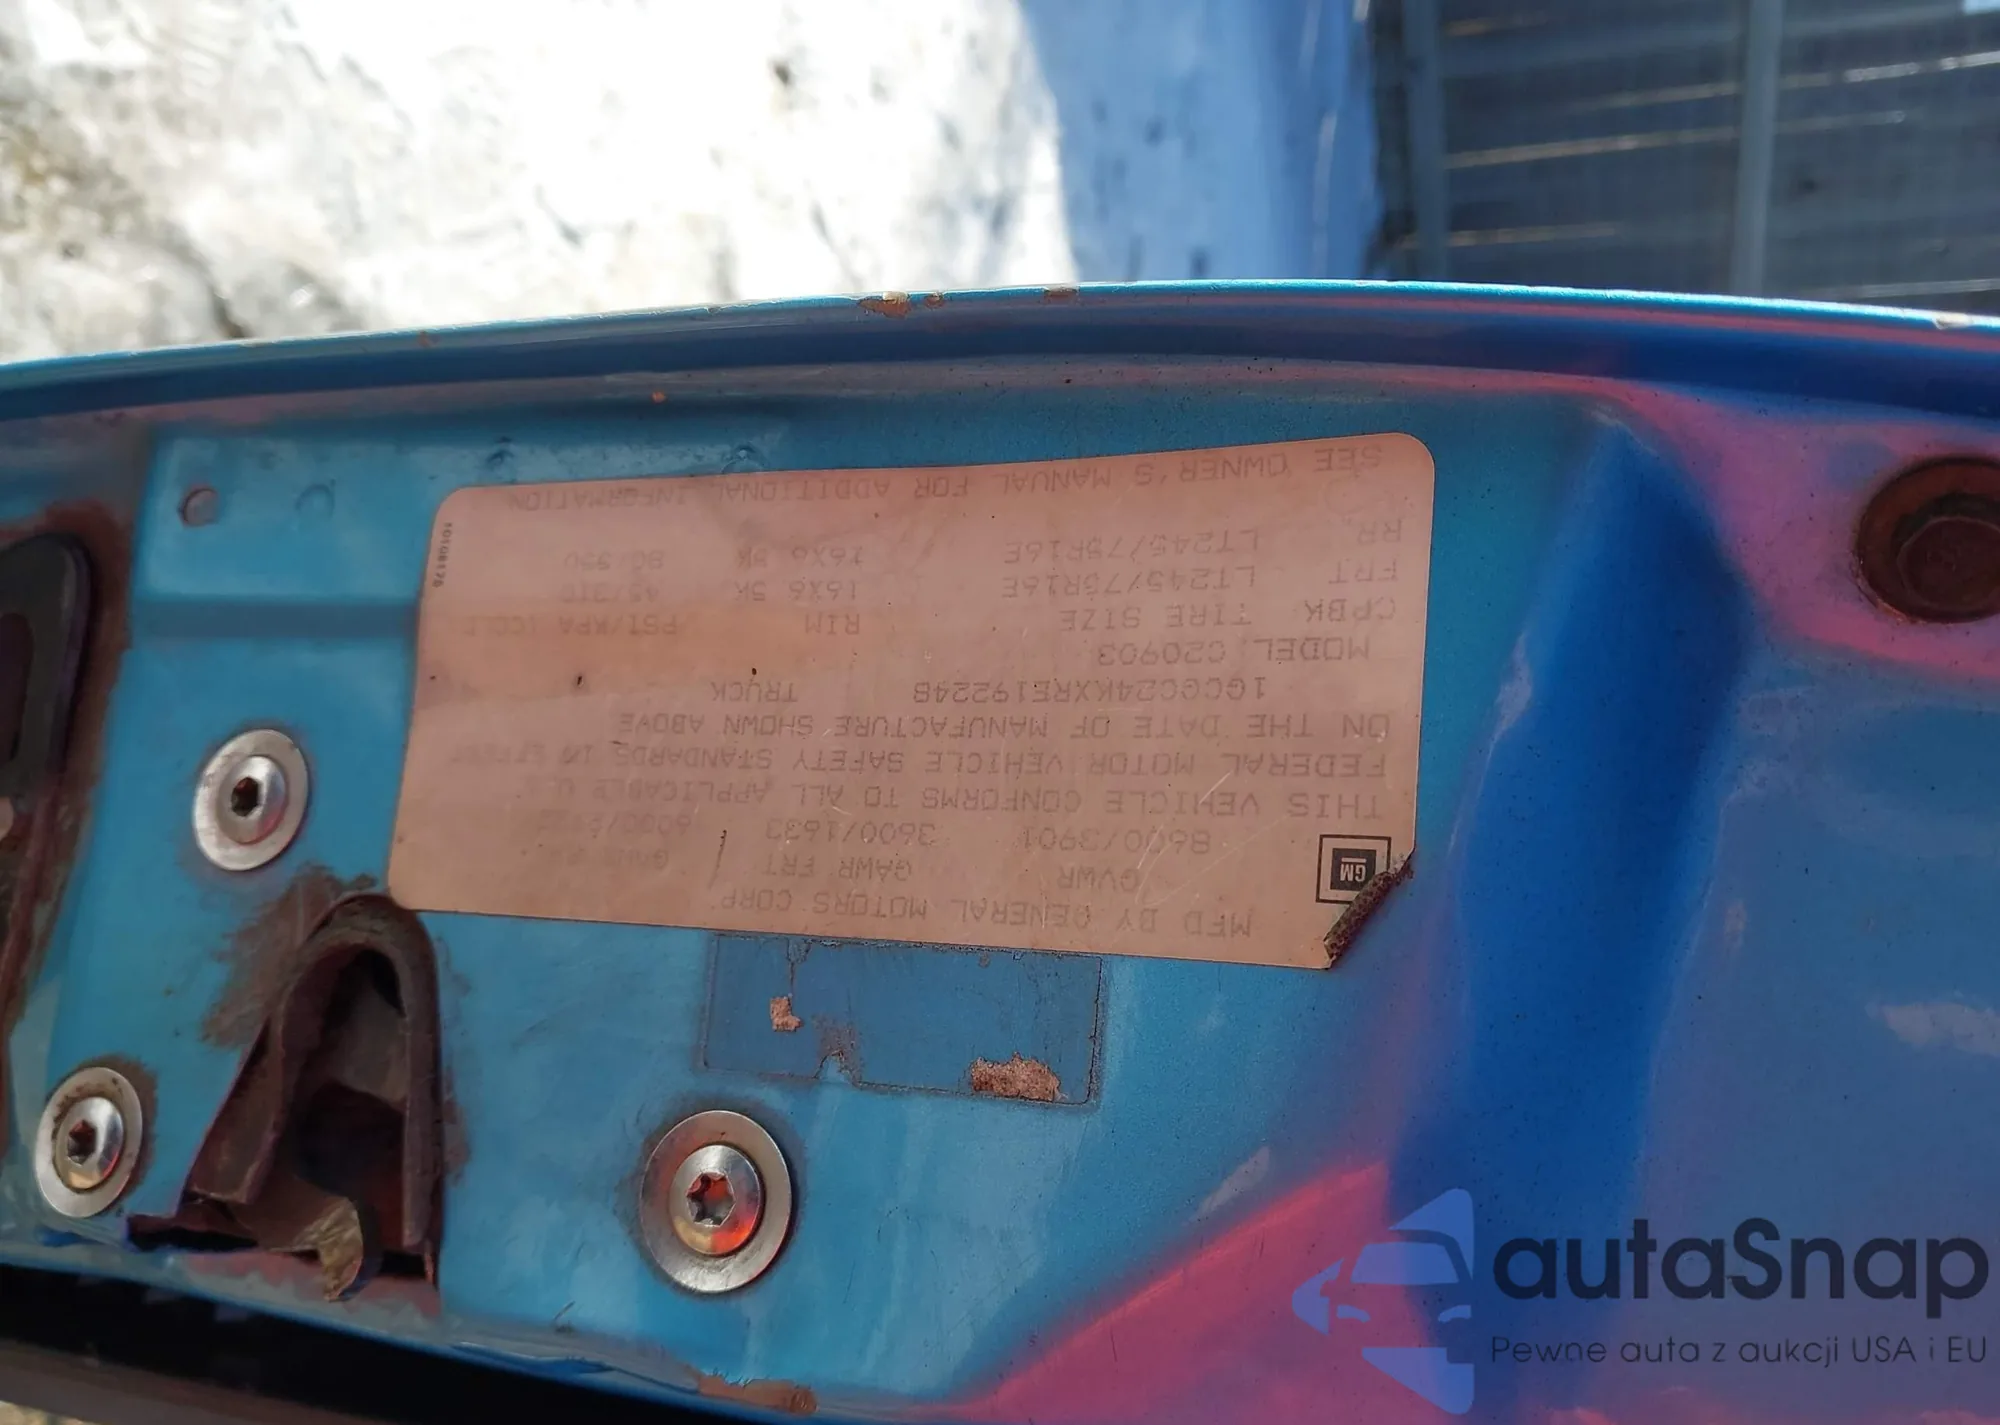 MFD BY GENERAL MOTORS CORP.
GM
GVWR GAWR FRT GAWR
8600/3901 3600/1633
THIS VEHICLE CONFORMS TO ALL APPLICABLE U.S.
FEDERAL MOTOR VEHICLE SAFETY STANDARDS IN EFFECT
ON THE DATE OF MANUFACTURE SHOWN ABOVE
1GCGC24KXRE192248 TRUCK
MODEL C20903
CPBK TIRE SIZE RIM PSI/KPA (COLD
FRT LT245/75R16E 16X6.5K 45/310
RR. LT245/75R16E 16X6.5K 80/550
SEE OWNER'S MANUAL FOR ADDITIONAL INFORMATION
autaSnap
Pewne auta z aukcji USA i EU